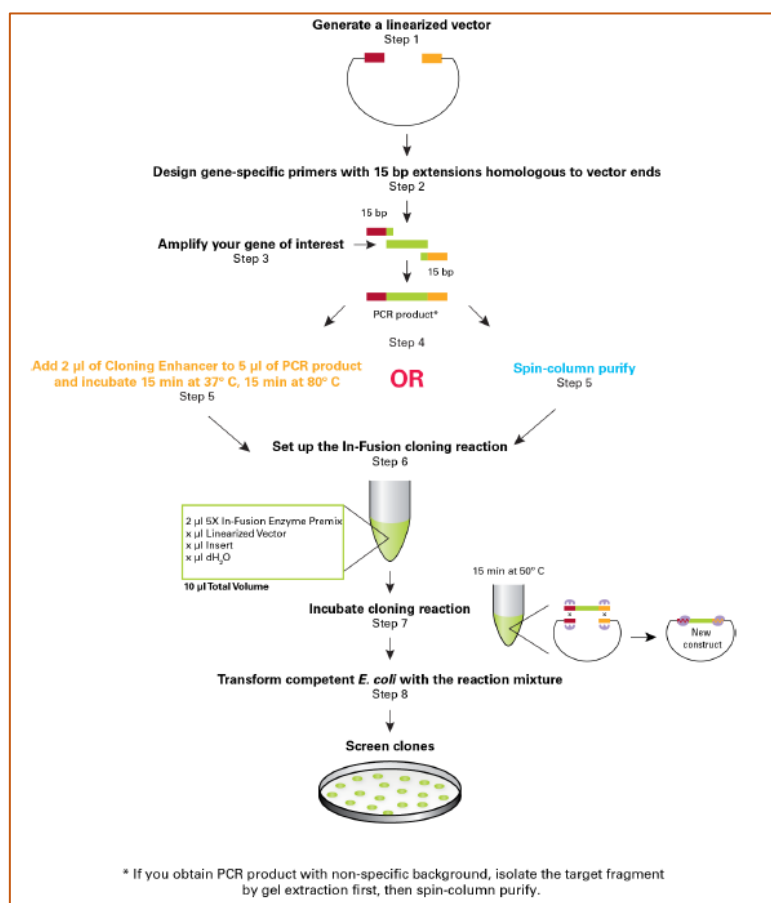 Generate a linearized vector
Step 1
Design gene-specific primers with 15 bp extensions homologous to vector ends
Step 2
15 bp
Amplify your gene of interest
Step 3
15 bp
PCR product*
Step 4
.Add 2 µl of Cloning Enhancer to 5 µl of PCR product
and incubate 15 min at 37º C, 15 min at 80º C
Step 5
OR
Spin-column purify
Step 5
Set up the In-Fusion cloning reaction
Step 6
2 µl 5X In-Fusion Enzyme Premix
x µl Linearized Vector
x µl Insert
x µl dH₂O
10 µl Total Volume
15 min at 50º C
Incubate cloning reaction
Step 7
x x
New
construct
Transform competent E. coli with the reaction mixture
Step 8
Screen clones
* If you obtain PCR product with non-specific background, isolate the target fragment
by gel extraction first, then spin-column purify.